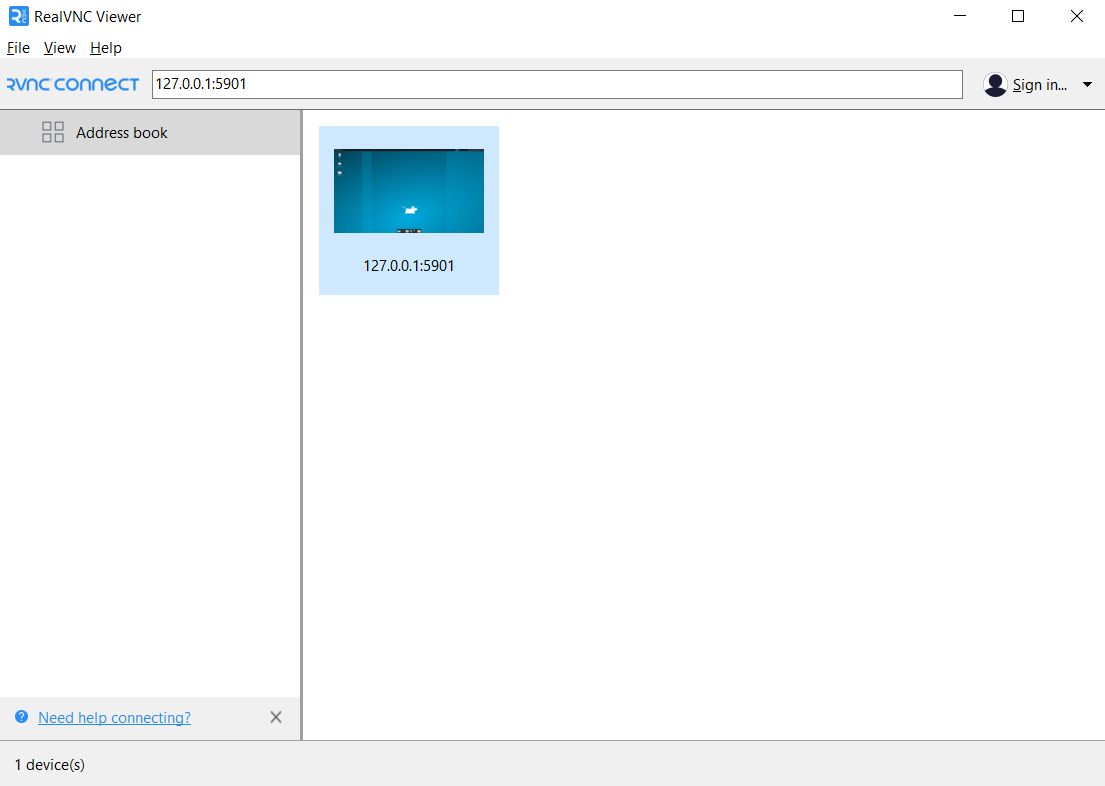 RealVNC Viewer
File View Help
RVNC CONNECT 127.0.0.1:5901 Sign in...
Address book
127.0.0.1:5901
Need help connecting?
1 device(s)